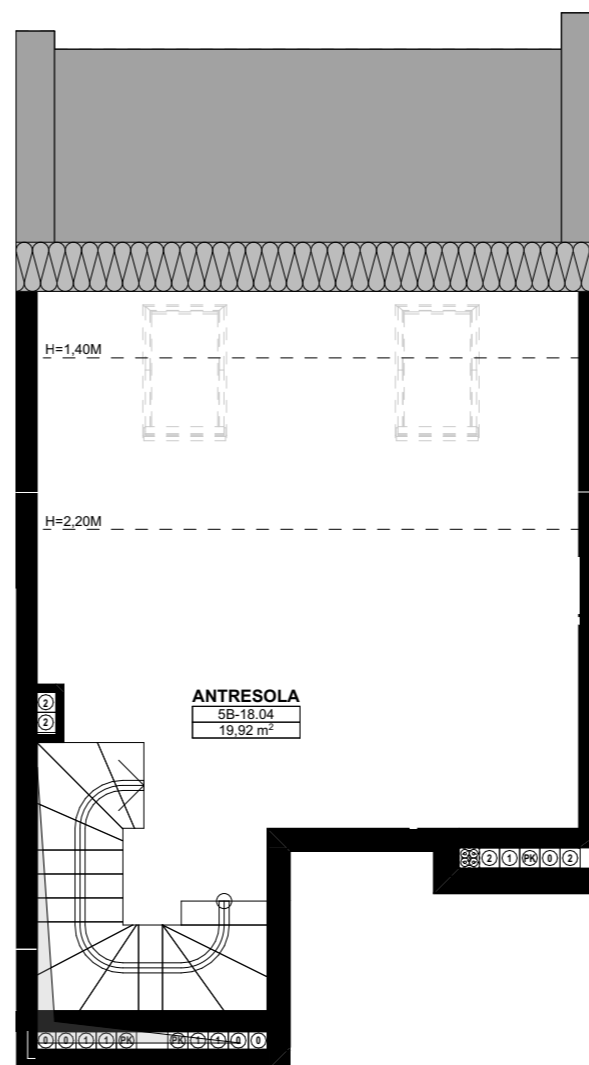 H=1,40M
H=2,20M
ANTRESOLA
5B-18.04
19,92 m²
2
2
2 1 PK 0 2
0 0 1 1 PK PK 1 1 0 0